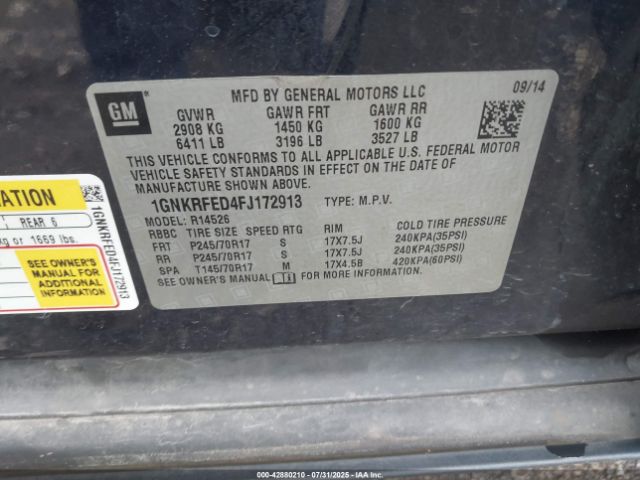 GM
MFD BY GENERAL MOTORS LLC
09/14
GVWR GAWR FRT GAWR RR
2908 KG 1450 KG 1600 KG
6411 LB 3196 LB 3527 LB
THIS VEHICLE CONFORMS TO ALL APPLICABLE U.S. FEDERAL MOTOR
VEHICLE SAFETY STANDARDS IN EFFECT ON THE DATE OF
MANUFACTURE SHOWN ABOVE.
1GNKRFED4FJ172913 TYPE: M.P.V.
MODEL: R14526
RBBC TIRE SIZE SPEED RTG RIM COLD TIRE PRESSURE
FRT P245/70R17 S 17X7.5J 240KPA(35PSI)
RR P245/70R17 S 17X7.5J 240KPA(35PSI)
SPA T145/70R17 M 17X4.5B 420KPA(60PSI)
SEE OWNER'S MANUAL FOR MORE INFORMATION.
ATION
REAR 6
kg or 1669 lbs.
SEE OWNER'S
MANUAL FOR
ADDITIONAL
INFORMATION
1GNKRFED4FJ172913
000-42880210 - 07/31/2025 - IAAI.com